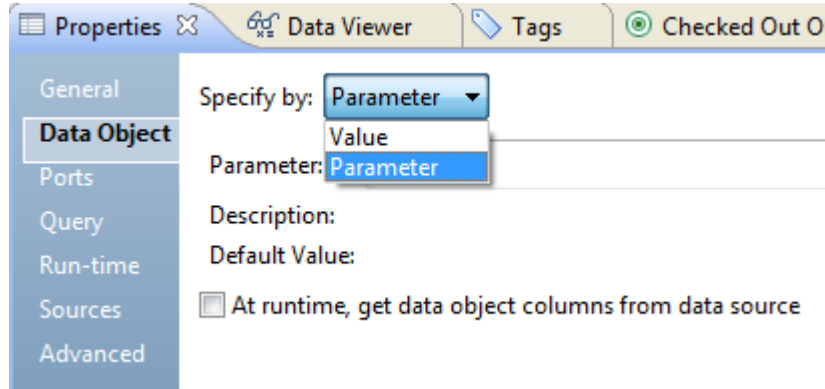 Properties Data Viewer Tags Checked Out O
General
Specify by: Parameter
Data Object
Value
Parameter: Parameter
Ports
Description:
Query
Default Value:
Run-time
At runtime, get data object columns from data source
Sources
Advanced